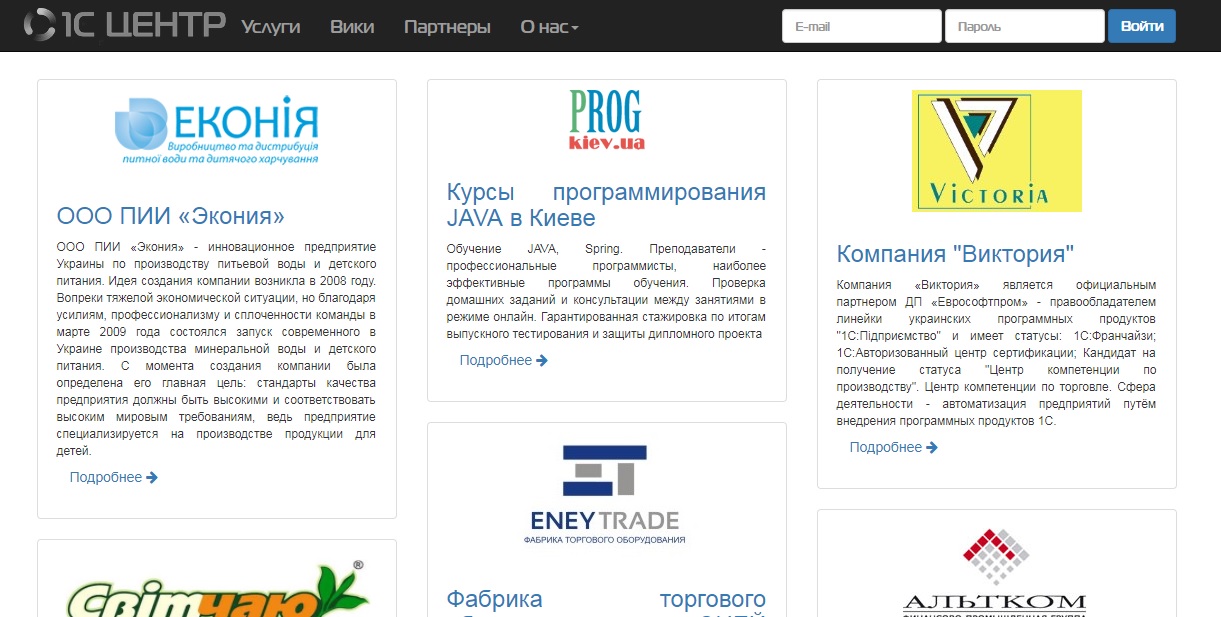 1С ЦЕНТР Услуги Вики Партнеры О нас E-mail Пароль Войти
ЕКОНІЯ
Виробництво та дистрибуція
питної води та дитячого харчування
ООО ПИИ «Экония»
ООО ПИИ «Экония» - инновационное предприятие
Украины по производству питьевой воды и детского
питания. Идея создания компании возникла в 2008 году.
Вопреки тяжелой экономической ситуации, но благодаря
усилиям, профессионализму и сплоченности команды в
марте 2009 года состоялся запуск современного в
Украине производства минеральной воды и детского
питания. С момента создания компании была
определена его главная цель: стандарты качества
предприятия должны быть высокими и соответствовать
высоким мировым требованиям, ведь предприятие
специализируется на производстве продукции для
детей.
Подробнее
Світ чаю ®
PROG
kiev.ua
Курсы программирования
JAVA в Киеве
Обучение JAVA, Spring. Преподаватели -
профессиональные программисты, наиболее
эффективные программы обучения. Проверка
домашних заданий и консультации между занятиями в
режиме онлайн. Гарантированная стажировка по итогам
выпускного тестирования и защиты дипломного проекта
Подробнее
ENEY TRADE
ФАБРИКА ТОРГОВОГО ОБОРУДОВАНИЯ
Фабрика торгового
VICTORIA
Компания "Виктория"
Компания «Виктория» является официальным
партнером ДП «Еврософтпром» - правообладателем
линейки украинских программных продуктов
"1С:Підприємство" и имеет статусы: 1С:Франчайзи;
1С:Авторизованный центр сертификации; Кандидат на
получение статуса "Центр компетенции по
производству". Центр компетенции по торговле. Сфера
деятельности - автоматизация предприятий путём
внедрения программных продуктов 1С.
Подробнее
АЛЬТКОМ
ФИНАНСОВО-ПРОМЫШЛЕННАЯ ГРУППА